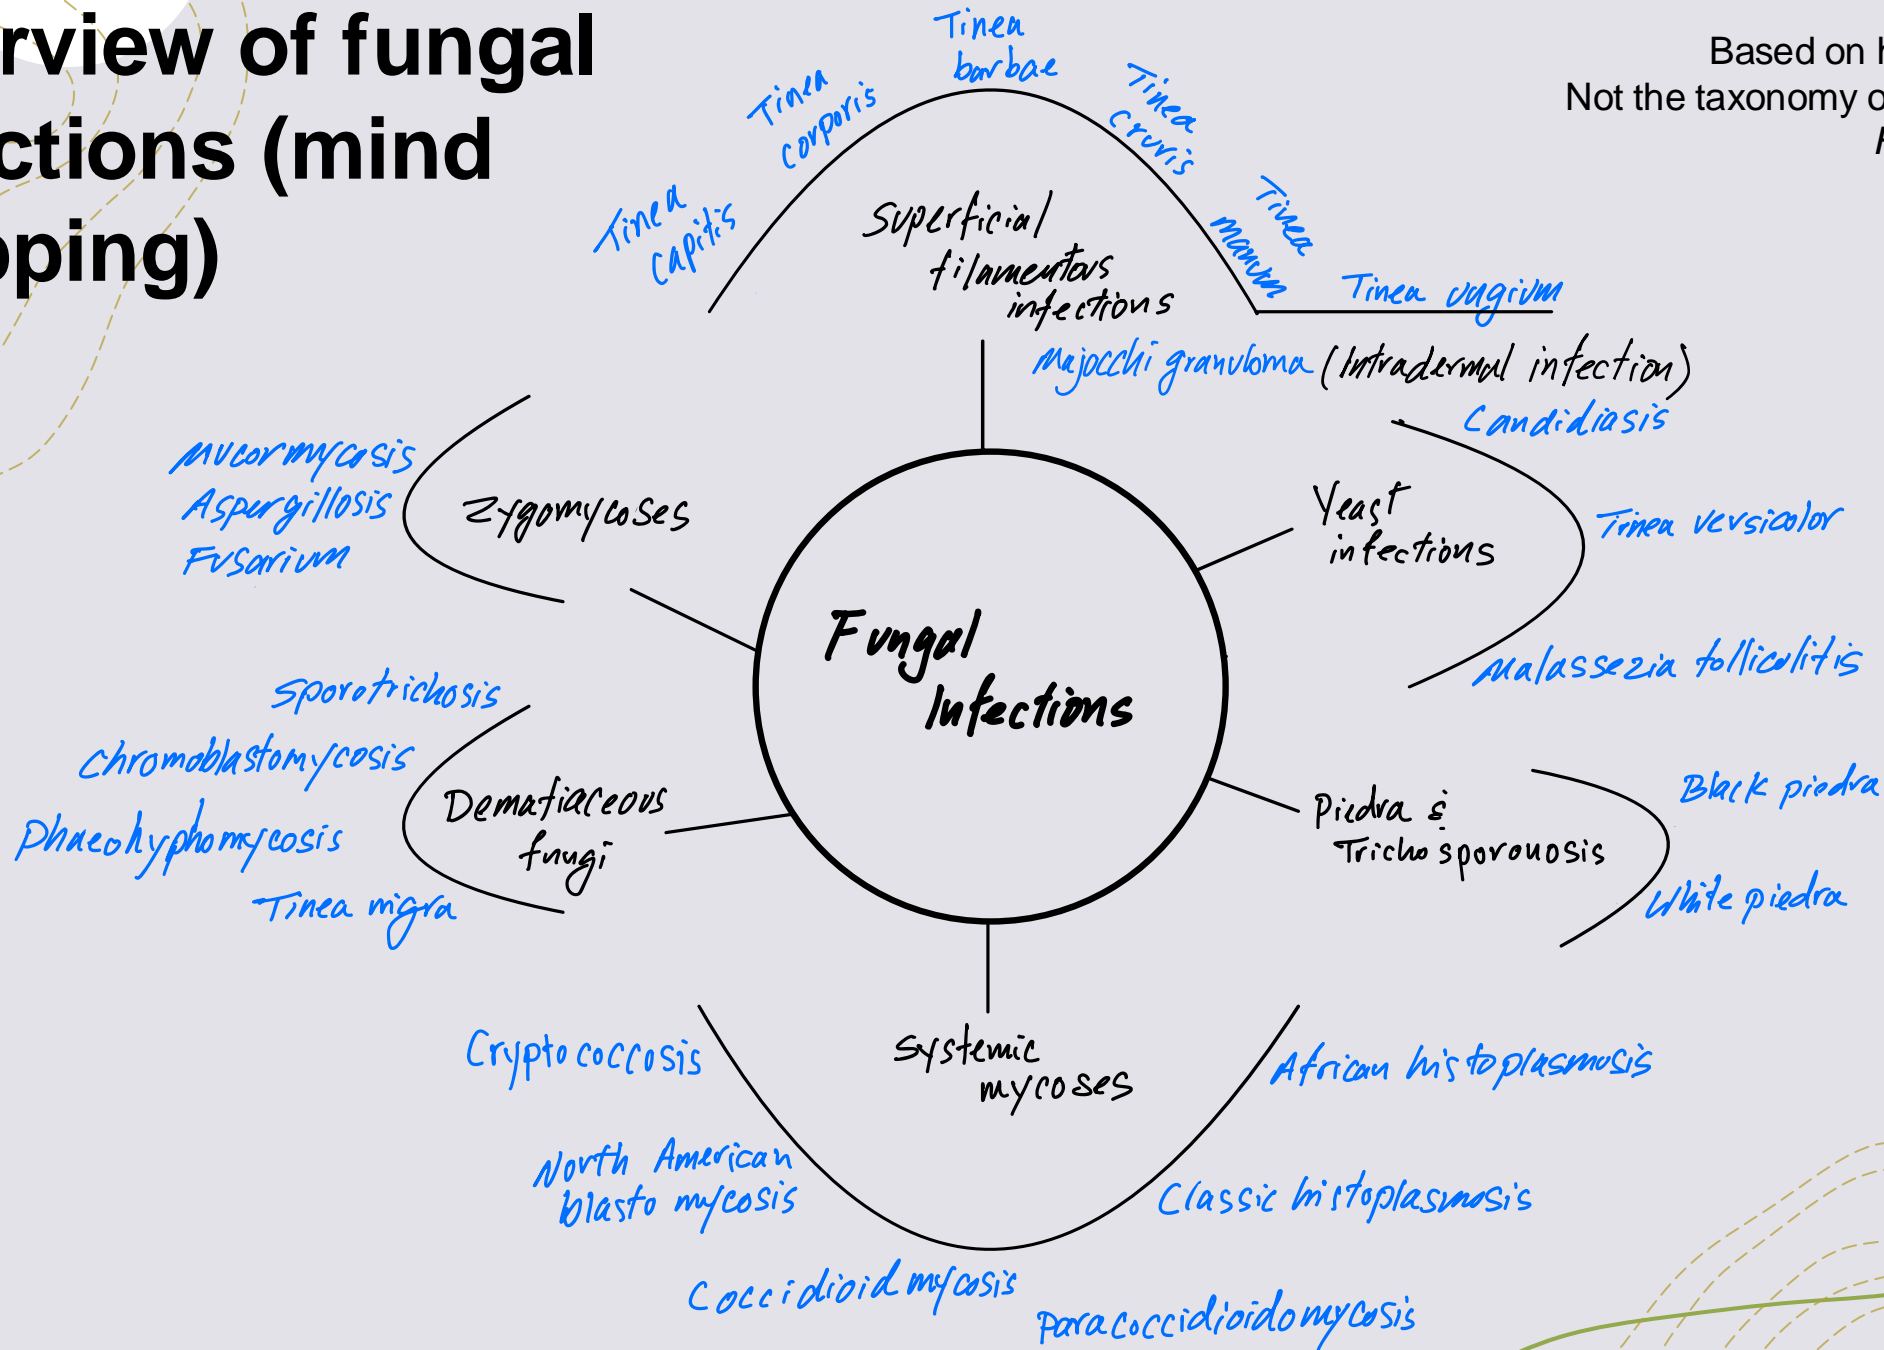 rview of fungal
ctions (mind
pping)
Based on h
Not the taxonomy o
Tinea
capitis
Tinea
corporis
Tinea
barbae
Tinea
cruris
Tinea
manuum
Tinea ungium
Superficial
filamentous
infections
Majocchi granuloma (Intradermal infection)
Candidiasis
Yeast
infections
Tinea versicolor
Malassezia folliculitis
Mucormycosis
Aspergillosis
Fusarium
Zygomycoses
Fungal
Infections
Sporotrichosis
Chromoblastomycosis
Phaeohyphomycosis
Tinea nigra
Dematiaceous
fungi
Piedra &
Trichosporonosis
Black piedra
White piedra
Systemic
mycoses
Cryptococcosis
North American
blastomycosis
Coccidioidmycosis
Paracoccidioidomycosis
Classic histoplasmosis
African histoplasmosis